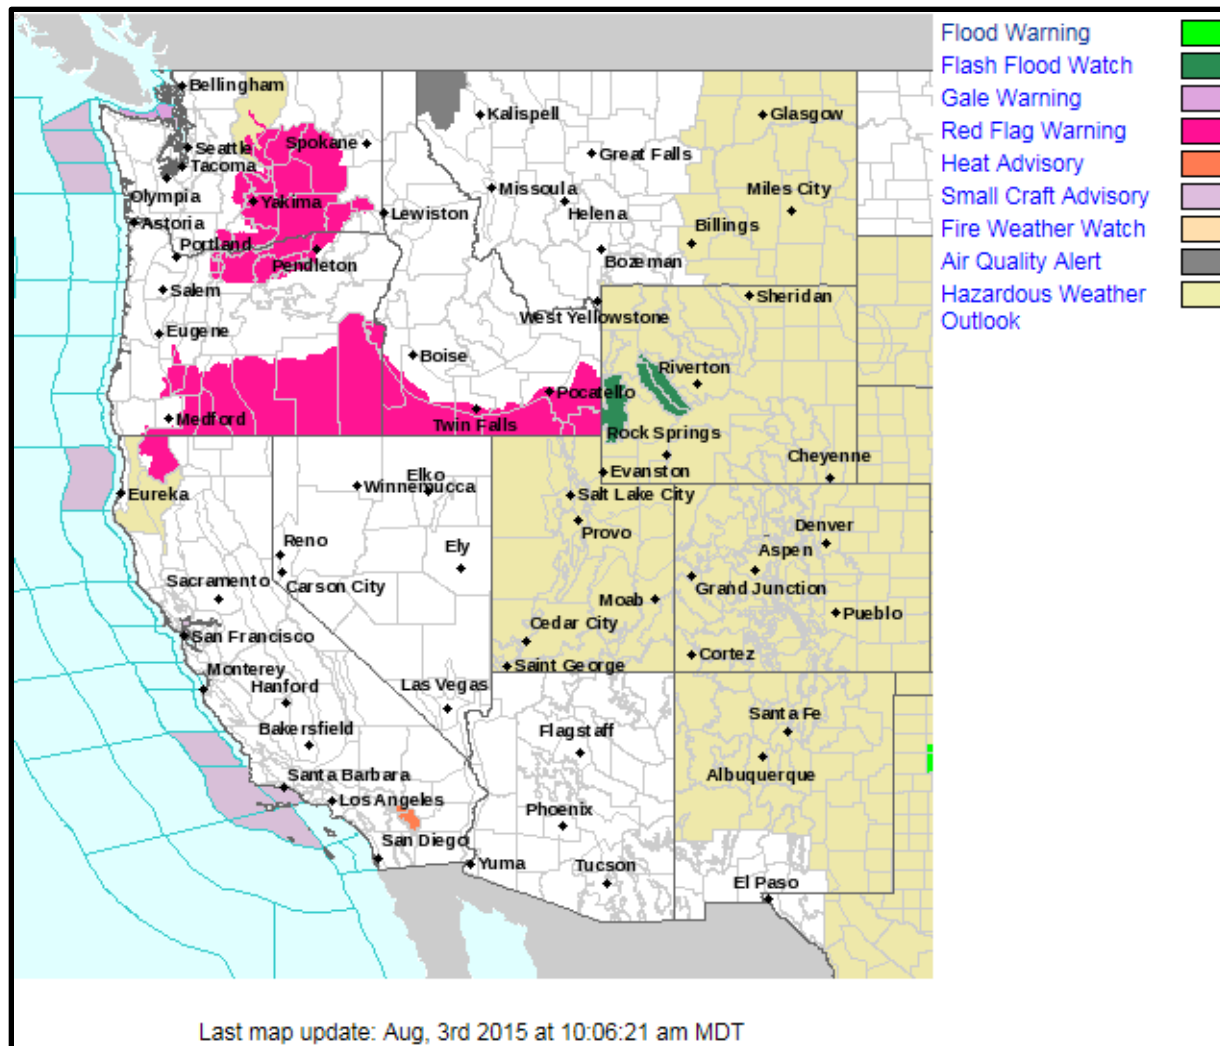 Flood Warning
Flash Flood Watch
Gale Warning
Red Flag Warning
Heat Advisory
Small Craft Advisory
Fire Weather Watch
Air Quality Alert
Hazardous Weather
Outlook
Bellingham
Kalispell
Glasgow
Seattle
Spokane
Great Falls
Tacoma
Missoula
Miles City
Olympia
Yakima
Helena
Lewiston
Astoria
Billings
Portland
Pendleton
Bozeman
Salem
Sheridan
West Yellowstone
Eugene
Boise
Riverton
Pocatello
Medford
Twin Falls
Rock Springs
Cheyenne
Evanston
Elko
Winnemucca
Eureka
Salt Lake City
Provo
Denver
Reno
Ely
Aspen
Sacramento
Carson City
Grand Junction
Moab
Pueblo
Cedar City
San Francisco
Cortez
Saint George
Monterey
Hanford
Las Vegas
Santa Fe
Bakersfield
Flagstaff
Albuquerque
Santa Barbara
Los Angeles
Phoenix
San Diego
Yuma
Tucson
El Paso
Last map update: Aug, 3rd 2015 at 10:06:21 am MDT